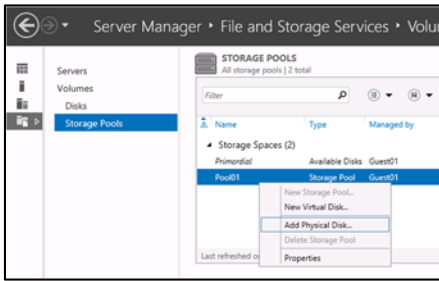 Server Manager ‣ File and Storage Services ‣ Volu
Servers
Volumes
Disks
Storage Pools
STORAGE POOLS
All storage pools | 2 total
Filter
Name Type Managed by
Storage Spaces (2)
Primordial Available Disks Guest01
Pool01 Storage Pool Guest01
New Storage Pool...
New Virtual Disk...
Add Physical Disk...
Delete Storage Pool
Properties
Last refreshed o